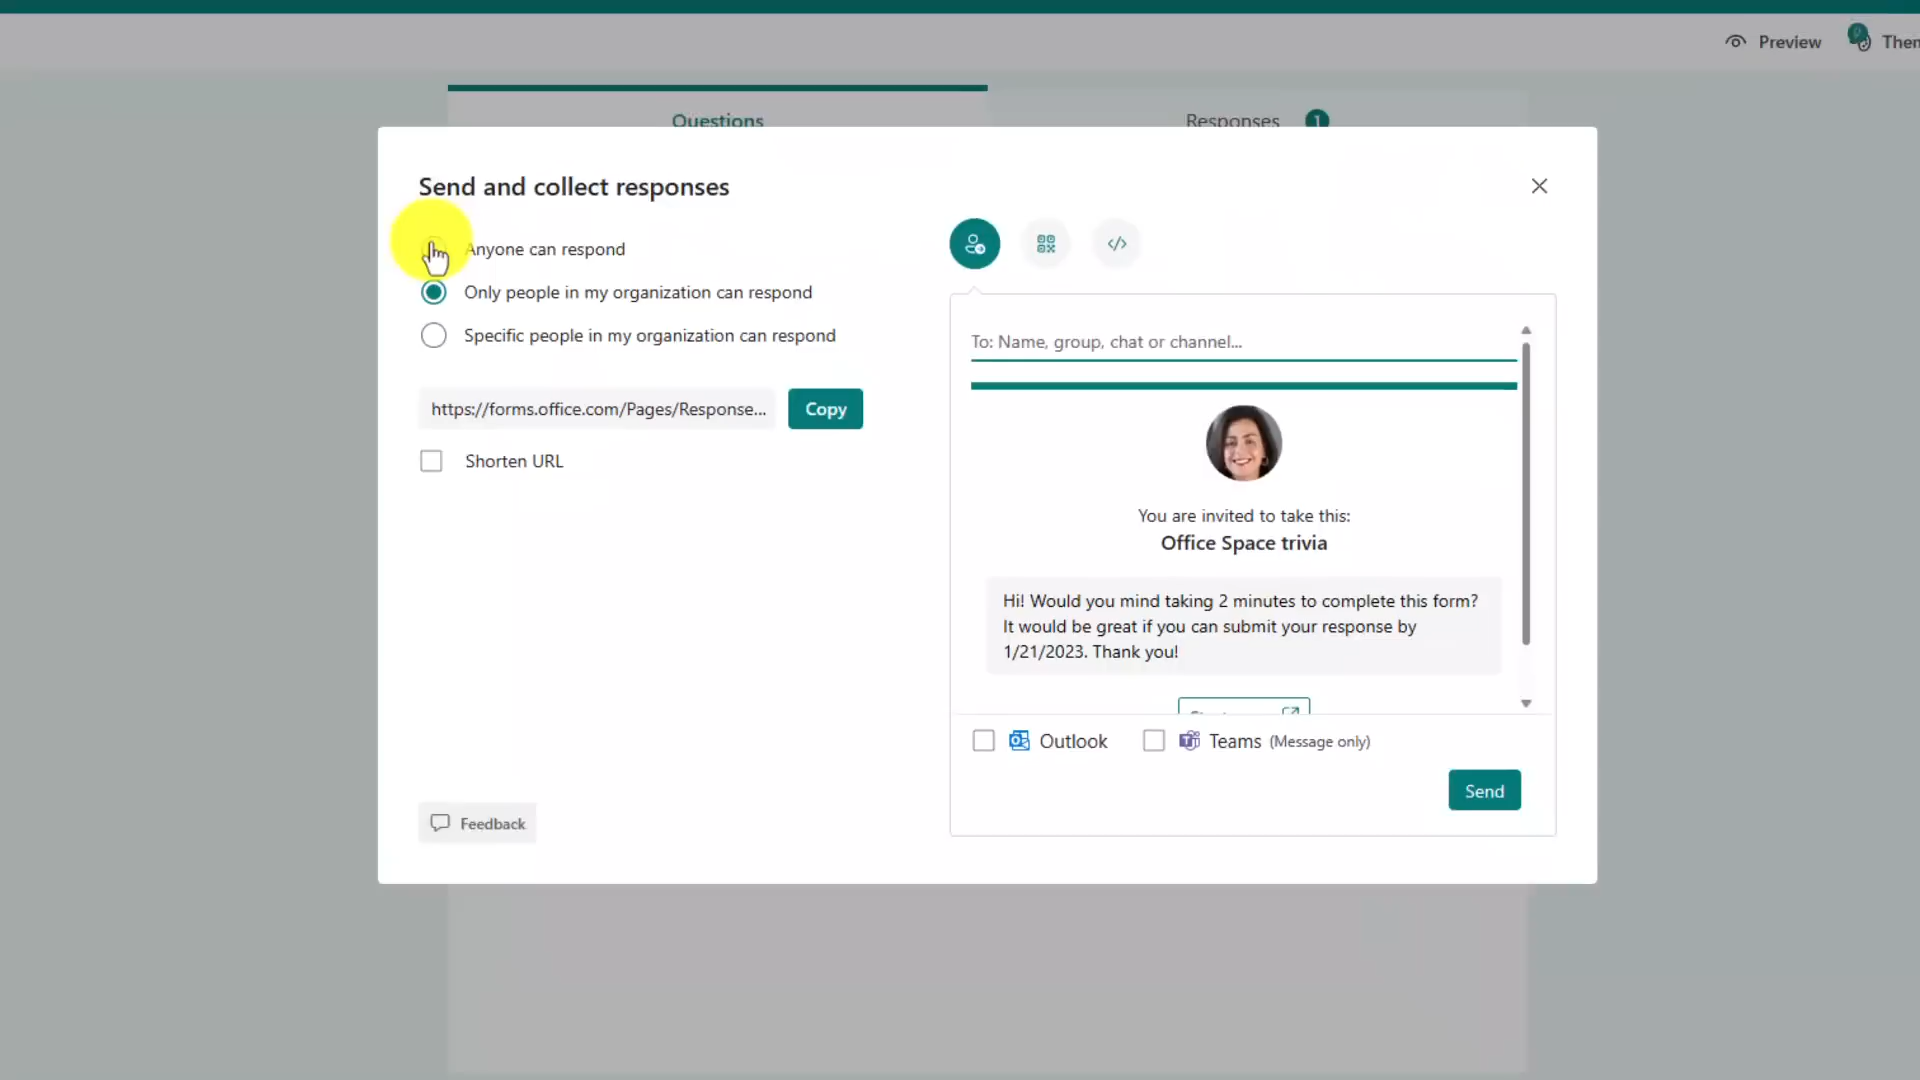 Preview
Questions
Responses 1
Send and collect responses
Anyone can respond
Only people in my organization can respond
Specific people in my organization can respond
https://forms.office.com/Pages/Response...
Copy
Shorten URL
Feedback
To: Name, group, chat or channel...
You are invited to take this:
Office Space trivia
Hi! Would you mind taking 2 minutes to complete this form?
It would be great if you can submit your response by
1/21/2023. Thank you!
Outlook
Teams (Message only)
Send